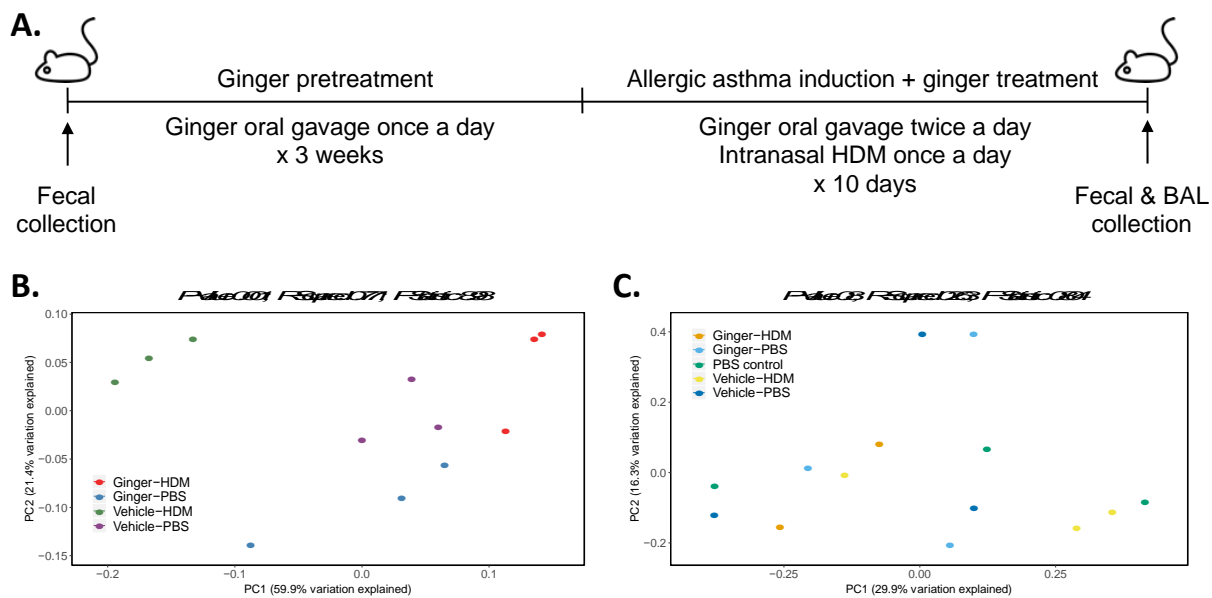 A.
Ginger pretreatment
Allergic asthma induction + ginger treatment
Ginger oral gavage once a day
x 3 weeks
Ginger oral gavage twice a day
Intranasal HDM once a day
x 10 days
Fecal
collection
Fecal & BAL
collection
B.
0.10
0.05
0.00
−0.05
−0.10
−0.15
PC2 (21.4% variation explained)
Ginger−HDM
Ginger−PBS
Vehicle−HDM
Vehicle−PBS
−0.2
−0.1
0.0
0.1
PC1 (59.9% variation explained)
C.
0.4
0.2
0.0
−0.2
PC2 (16.3% variation explained)
Ginger−HDM
Ginger−PBS
PBS control
Vehicle−HDM
Vehicle−PBS
−0.25
0.00
0.25
PC1 (29.9% variation explained)